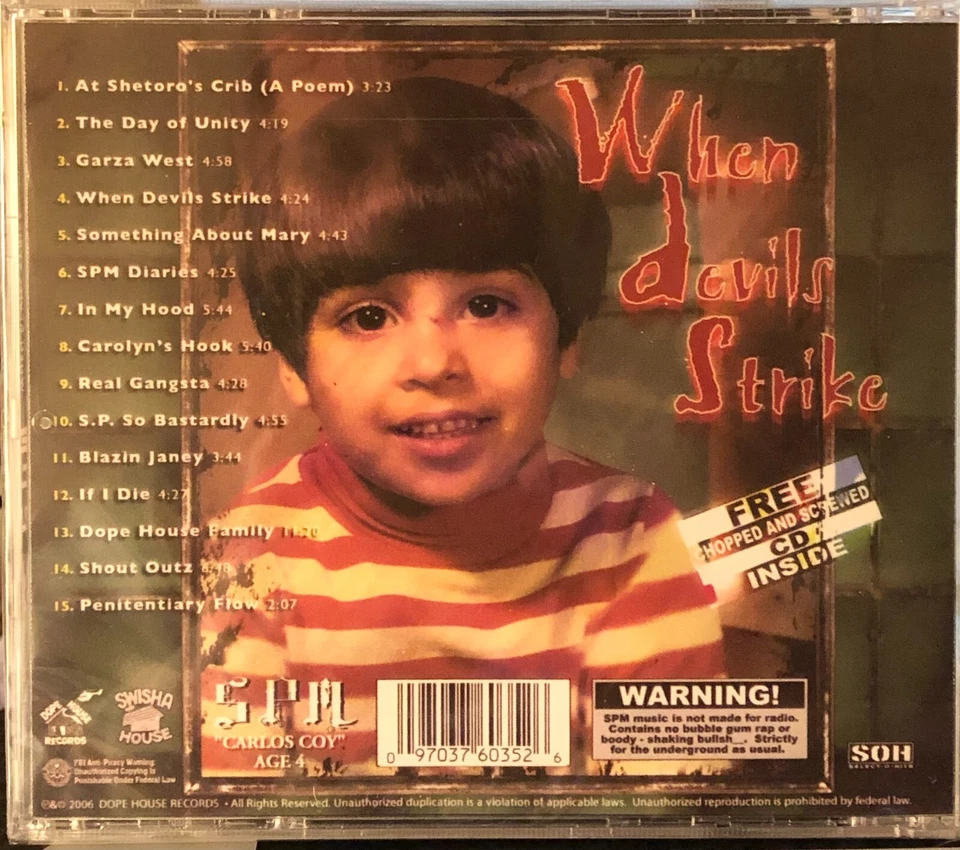 1. At Shetoro's Crib (A Poem) 3:23
2. The Day of Unity 4:19
3. Garza West 4:58
4. When Devils Strike 4:24
5. Something About Mary 4:43
6. SPM Diaries 4:25
7. In My Hood 5:44
8. Carolyn's Hook 5:40
9. Real Gangsta 4:28
10. S.P. So Bastardly 4:55
11. Blazin Janey 3:44
12. If I Die 4:27
13. Dope House Family
14. Shout Outz
15. Penitentiary Flow 2:07
When
devils
Strike
FREE
CHOPPED AND SCREWED
CD
INSIDE
DOPE HOUSE
RECORDS
SWISHA
HOUSE
FBI Anti-Piracy Warning:
Unauthorized Copying is
Punishable Under Federal Law
SPM
"CARLOS COY"
AGE 4
0 97037 60352 6
WARNING!
SPM music is not made for radio.
Contains no bubble gum rap or
boody - shaking bullsh__. Strictly
for the underground as usual.
SOH
SELECT-O-HITS
℗&© 2006 DOPE HOUSE RECORDS • All Rights Reserved. Unauthorized duplication is a violation of applicable laws. Unauthorized reproduction is prohibited by federal law.